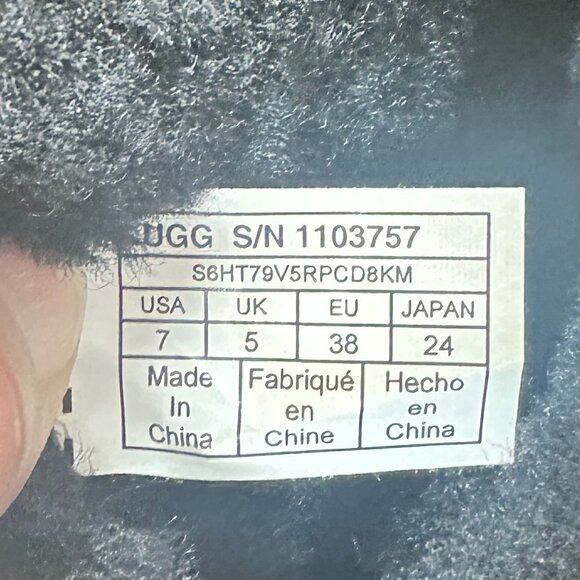 UGG S/N 1103757
S6HT79V5RPCD8KM
USA UK EU JAPAN
7 5 38 24
Made Fabriqué Hecho
In en en
China Chine China